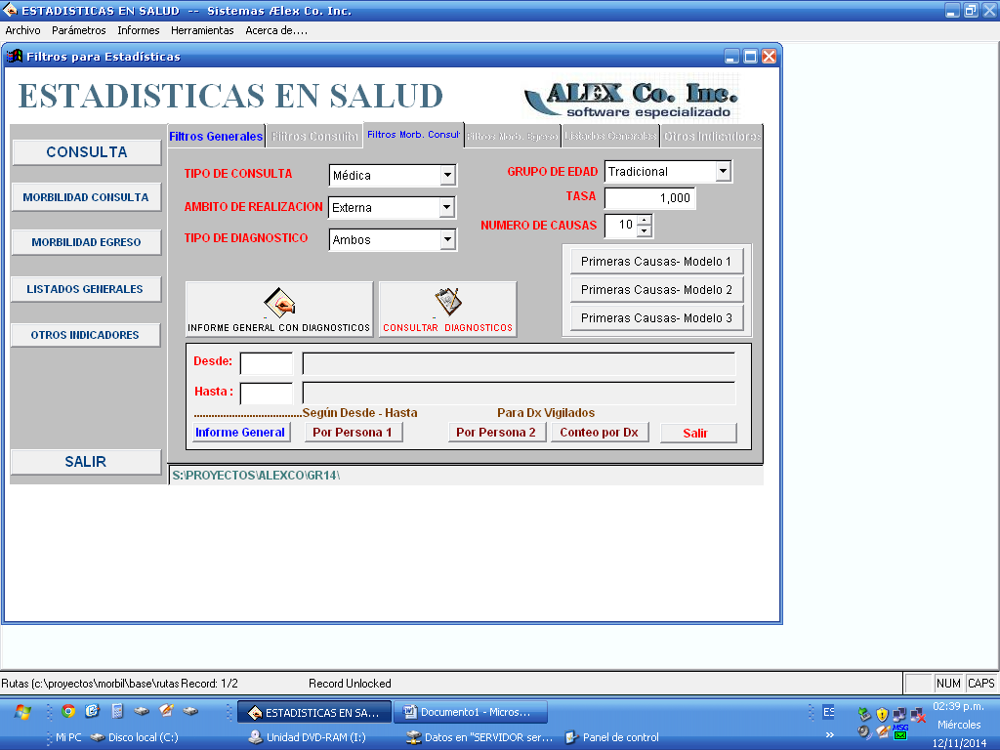 ESTADISTICAS EN SALUD -- Sistemas Ælex Co. Inc.
Archivo Parámetros Informes Herramientas Acerca de....
Filtros para Estadísticas
ESTADISTICAS EN SALUD
ALEX Co. Inc.
software especializado
Filtros Generales Filtros Consulta Filtros Morb. Consult Filtros Morb. Egreso Listados Generales Otros Indicadores
CONSULTA
MORBILIDAD CONSULTA
MORBILIDAD EGRESO
LISTADOS GENERALES
OTROS INDICADORES
SALIR
TIPO DE CONSULTA Médica
AMBITO DE REALIZACION Externa
TIPO DE DIAGNOSTICO Ambos
GRUPO DE EDAD Tradicional
TASA 1,000
NUMERO DE CAUSAS 10
Primeras Causas- Modelo 1
Primeras Causas- Modelo 2
Primeras Causas- Modelo 3
INFORME GENERAL CON DIAGNOSTICOS
CONSULTAR DIAGNOSTICOS
Desde:
Hasta :
.......................................Según Desde - Hasta Para Dx Vigilados
Informe General Por Persona 1 Por Persona 2 Conteo por Dx Salir
S:\PROYECTOS\ALEXCO\GR14\
Rutas (c:\proyectos\morbil\base\rutas Record: 1/2 Record Unlocked NUM CAPS
ESTADISTICAS EN SA... Documento1 - Micros... ES
Mi PC Disco local (C:) Unidad DVD-RAM (I:) Datos en "SERVIDOR ser... Panel de control
MSG
02:39 p.m.
Miércoles
12/11/2014